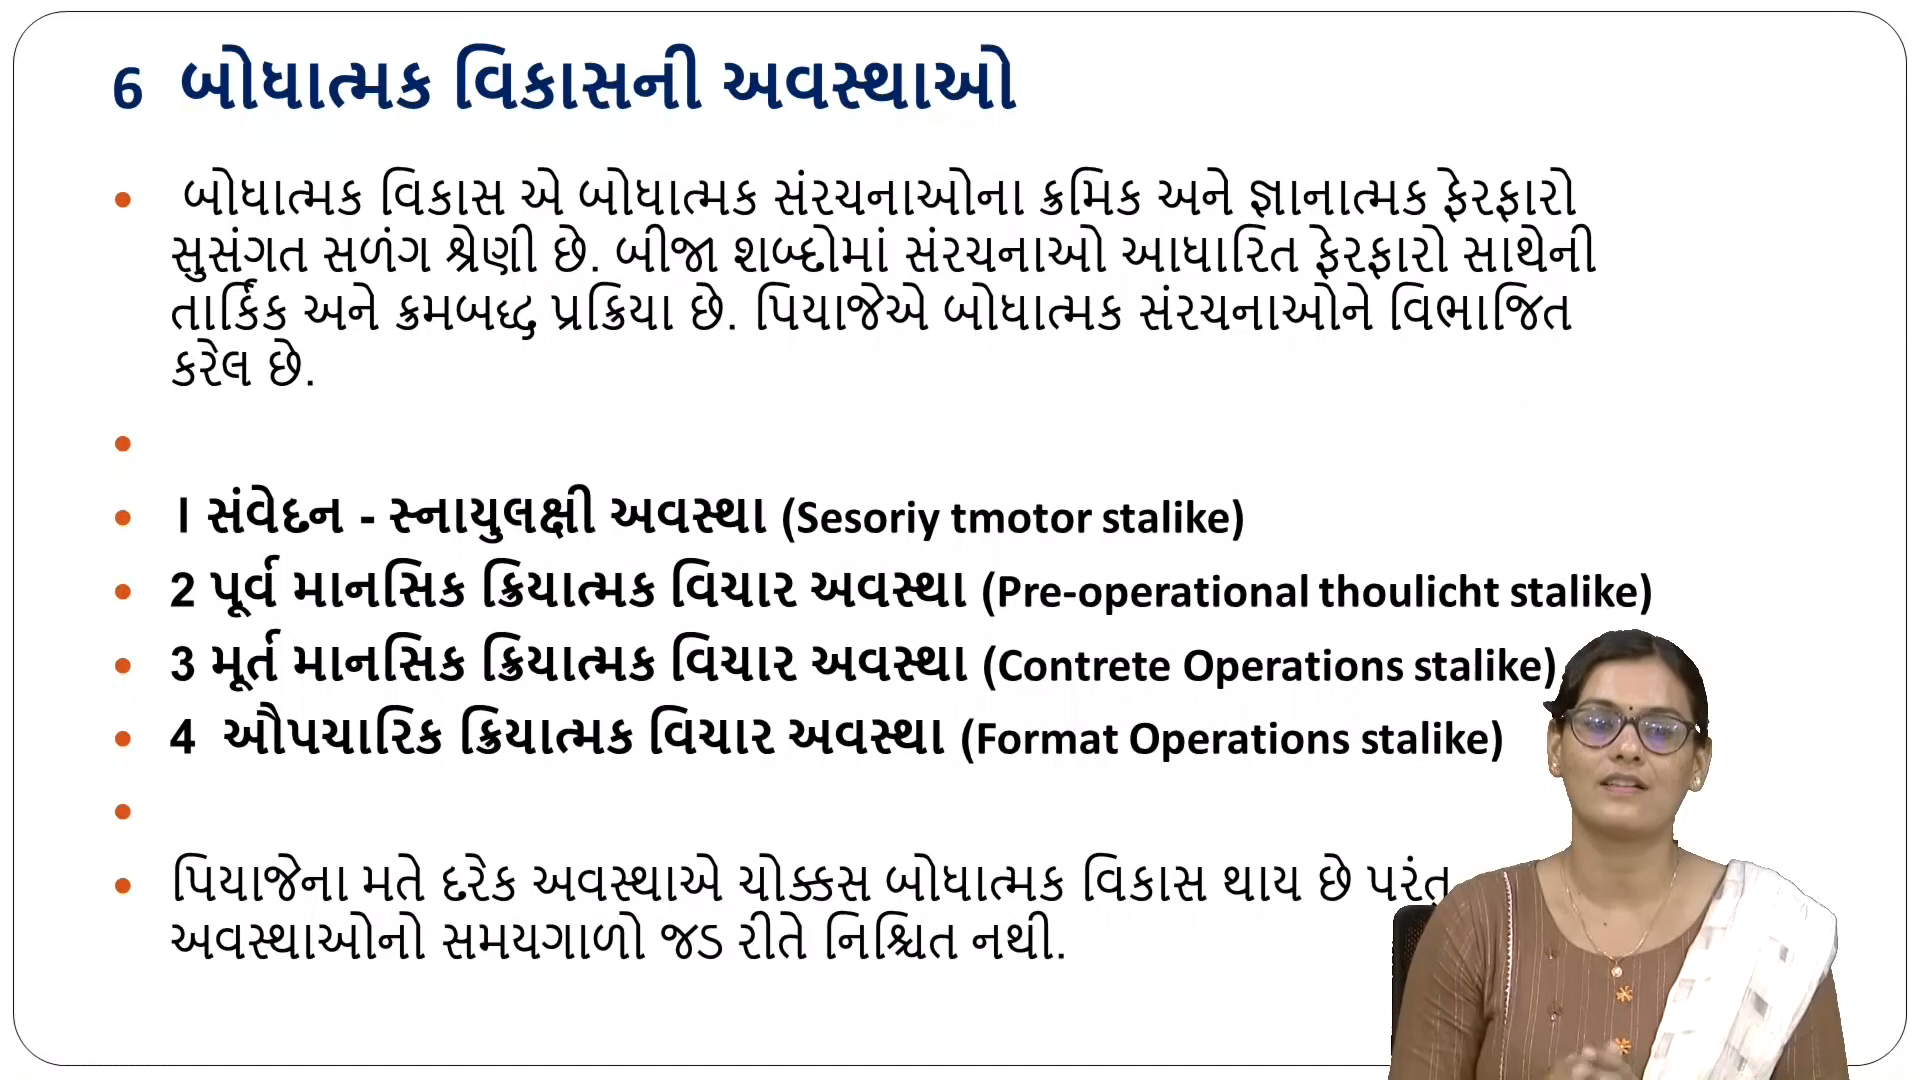 6 બોધાત્મક વિકાસની અવસ્થાઓ
બોધાત્મક વિકાસ એ બોધાત્મક સંરચનાઓના ક્રમિક અને જ્ઞાનાત્મક ફેરફારો
સુસંગત સળંગ શ્રેણી છે. બીજા શબ્દોમાં સંરચનાઓ આધારિત ફેરફારો સાથેની
તાર્કિક અને ક્રમબધ્ધ પ્રક્રિયા છે. પિયાજેએ બોધાત્મક સંરચનાઓને વિભાજિત
કરેલ છે.
l સંવેદન - સ્નાયુલક્ષી અવસ્થા (Sesoriy tmotor stalike)
2 પૂર્વ માનસિક ક્રિયાત્મક વિચાર અવસ્થા (Pre-operational thoulicht stalike)
3 મૂર્ત માનસિક ક્રિયાત્મક વિચાર અવસ્થા (Contrete Operations stalike)
4 ઔપચારિક ક્રિયાત્મક વિચાર અવસ્થા (Format Operations stalike)
પિયાજેના મતે દરેક અવસ્થાએ ચોક્કસ બોધાત્મક વિકાસ થાય છે પરંતુ
અવસ્થાઓનો સમયગાળો જડ રીતે નિશ્ચિત નથી.